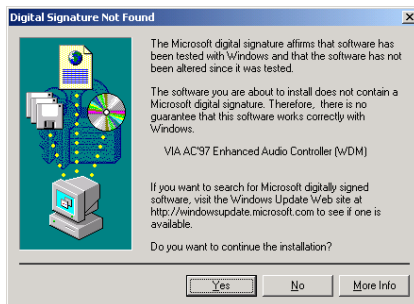 Digital Signature Not Found
The Microsoft digital signature affirms that software has
been tested with Windows and that the software has not
been altered since it was tested.
The software you are about to install does not contain a
Microsoft digital signature. Therefore, there is no
guarantee that this software works correctly with
Windows.
VIA AC'97 Enhanced Audio Controller (WDM)
If you want to search for Microsoft digitally signed
software, visit the Windows Update Web site at
http://windowsupdate.microsoft.com to see if one is
available.
Do you want to continue the installation?
Yes No More Info